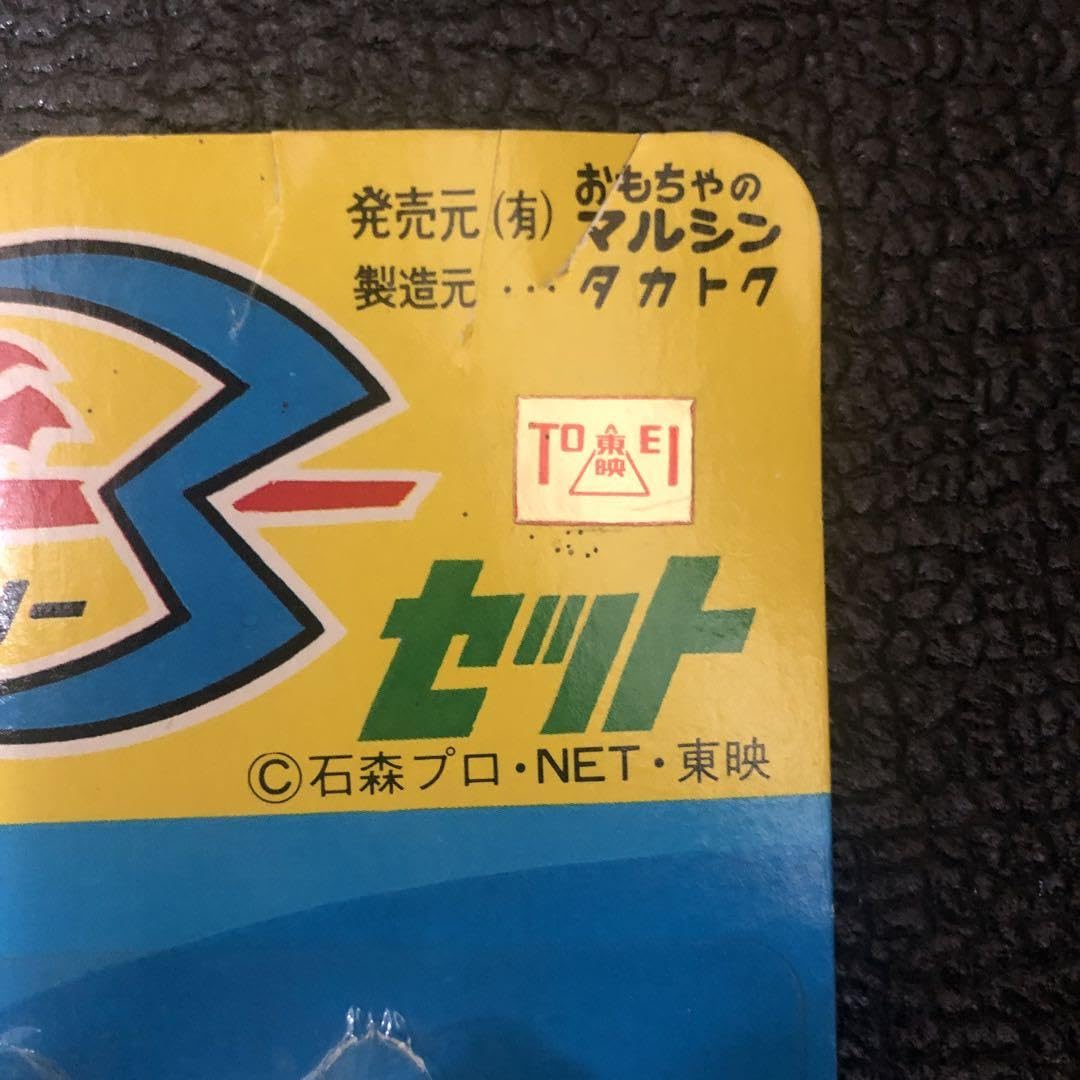 発売元 (有) おもちゃの マルシン
製造元 … タカトク
TO 東映 EI
セット
©石森プロ・NET・東映